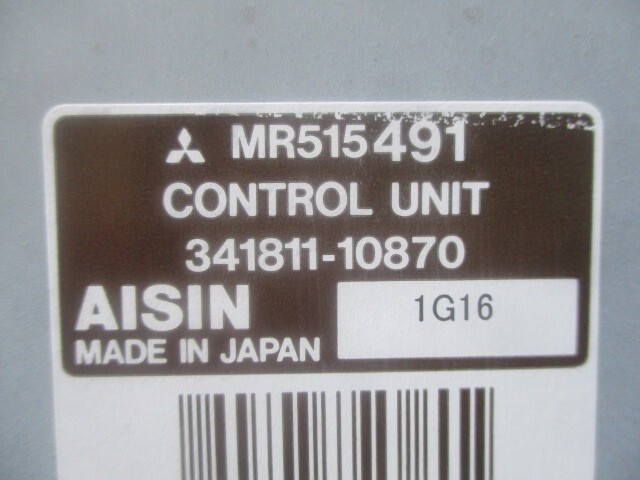 MR515491
CONTROL UNIT
341811-10870
AISIN
1G16
MADE IN JAPAN